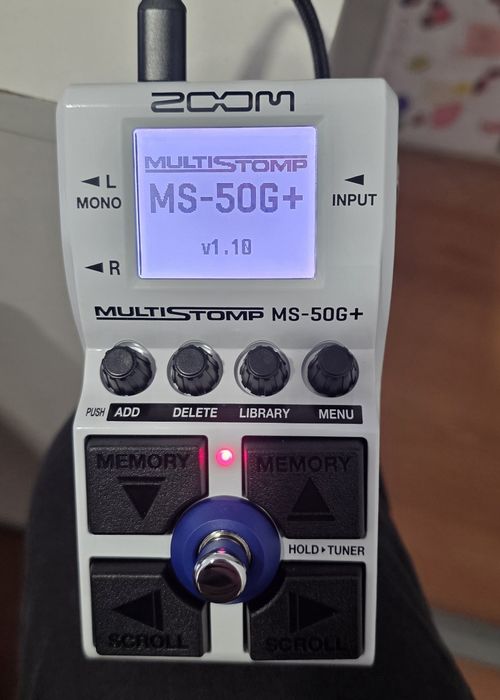 ZOOM
MULTISTOMP
MS-50G+
v1.10
◄L
MONO
◄
INPUT
◄R
MULTISTOMP MS-50G+
PUSH ADD DELETE LIBRARY MENU
MEMORY MEMORY
▼ ▲
HOLD▸TUNER
◄ ►
SCROLL SCROLL